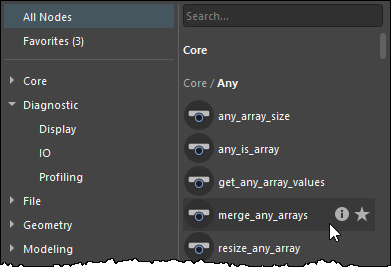 All Nodes
Favorites (3)
Core
Diagnostic
Display
IO
Profiling
File
Geometry
Modeling
Search...
Core
Core / Any
any_array_size
any_is_array
get_any_array_values
merge_any_arrays
resize_any_array